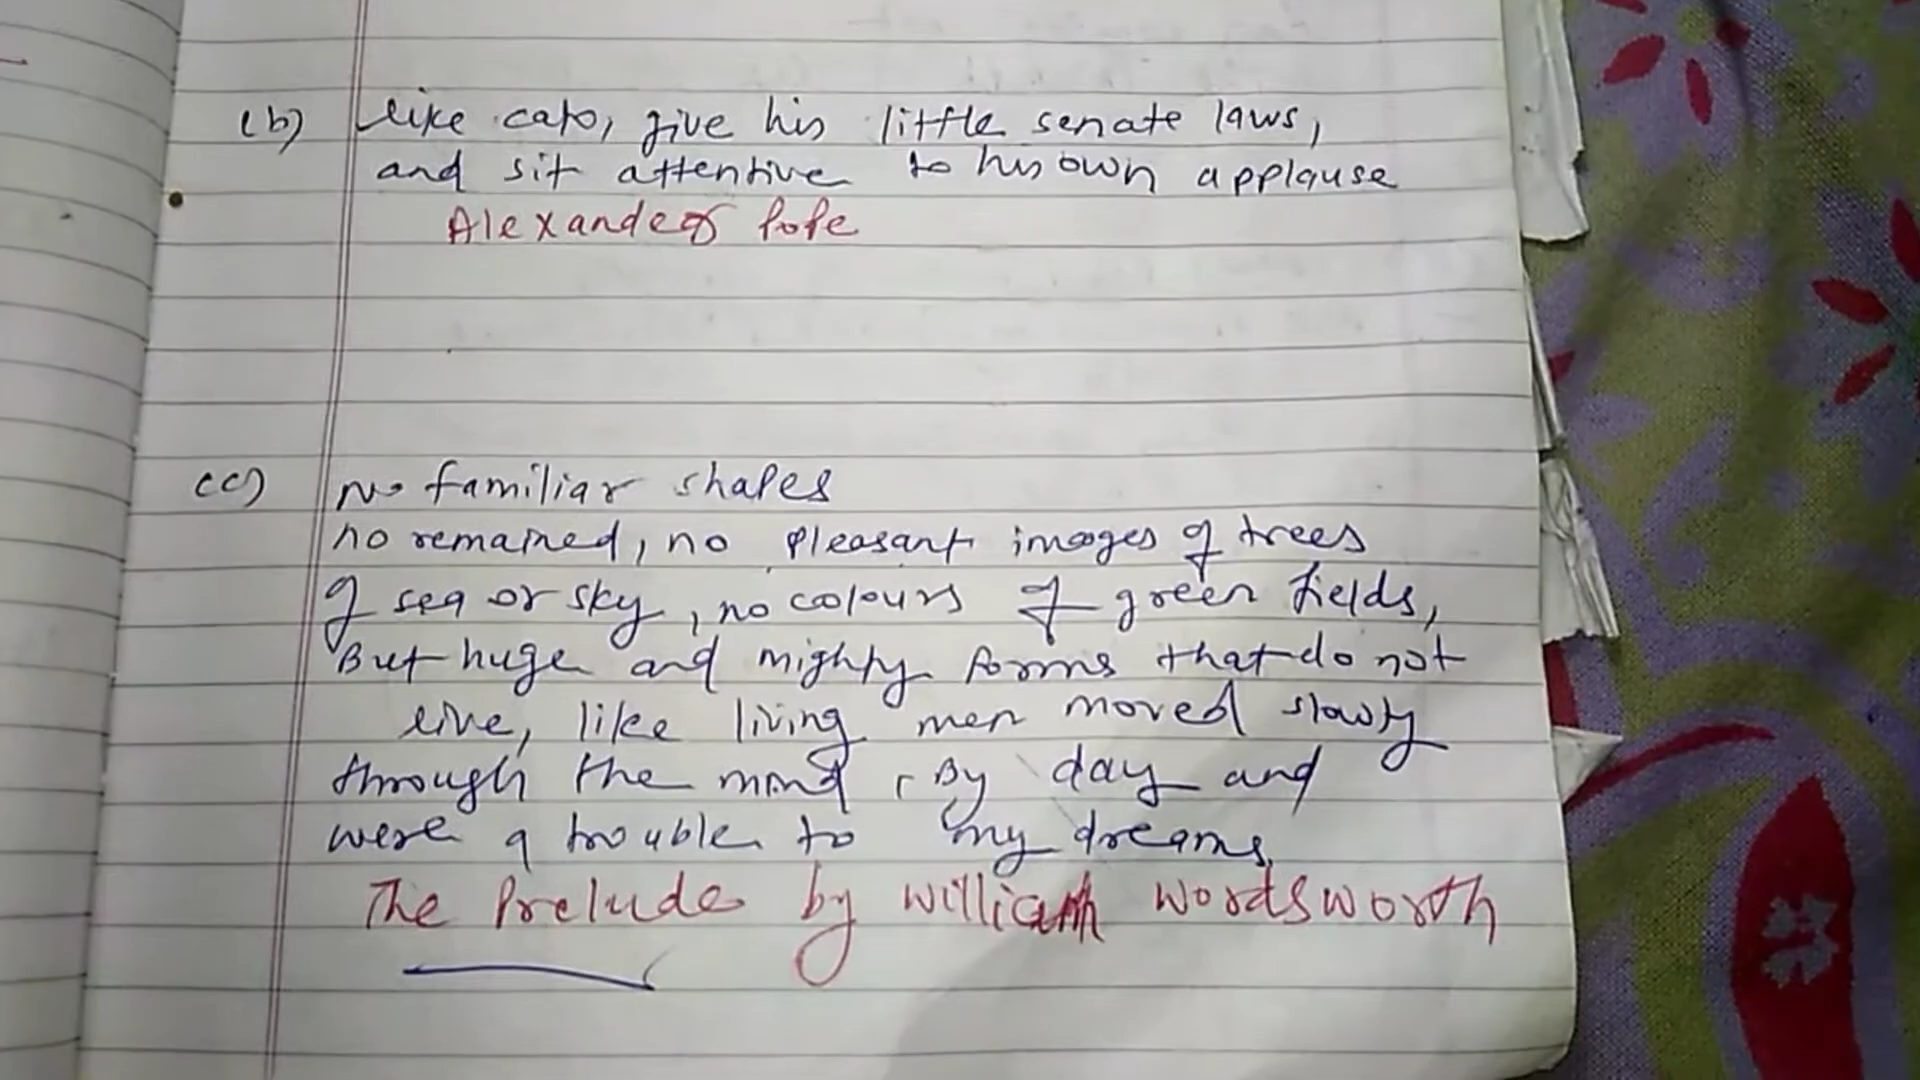 (b) like cato, give his little senate laws,
and sit attentive to his own applause
Alexander Pope
(c) No familiar shapes
no remained, no pleasant images of trees
of sea or sky, no colours of green fields,
But huge and mighty forms that do not
live, like living men moved slowly
through the mind, By day and
were a trouble to my dreams.
The Prelude by William Wordsworth